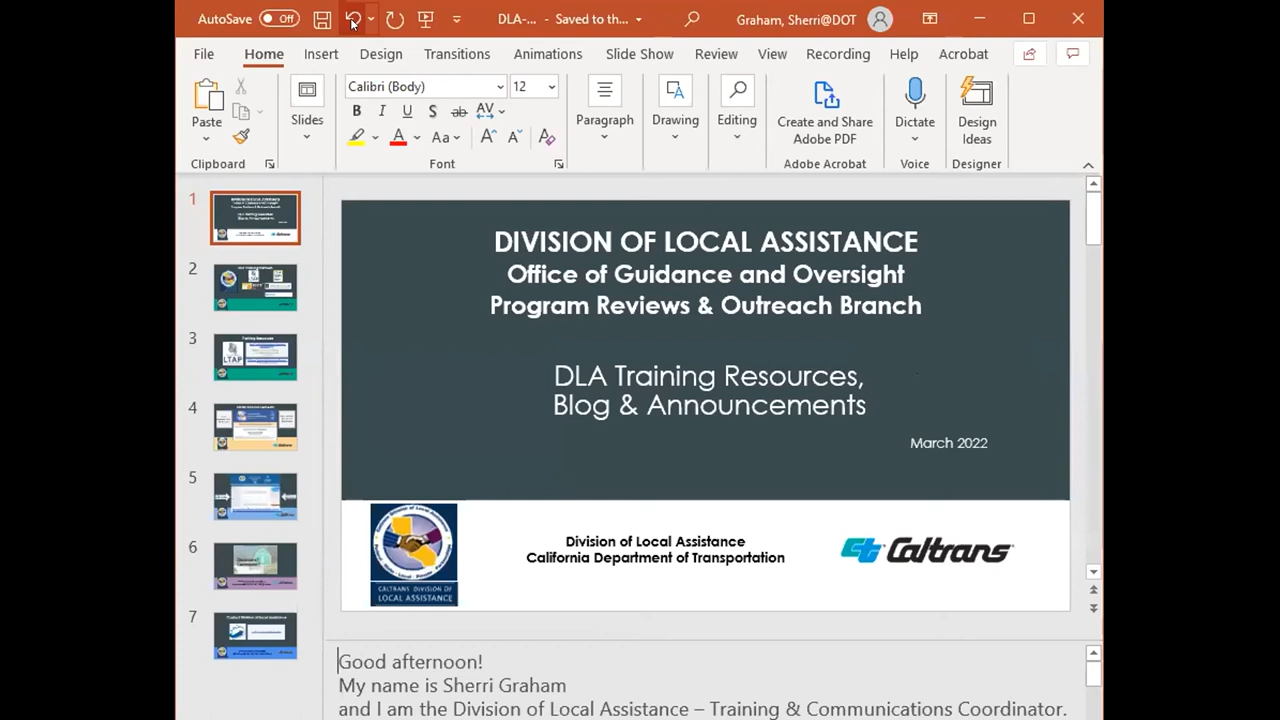 AutoSave Off DLA-... - Saved to th... Graham, Sherri@DOT
File Home Insert Design Transitions Animations Slide Show Review View Recording Help Acrobat
Calibri (Body) 12
B I U S ab AV
Aa A A A
A
Paste Slides Paragraph Drawing Editing Create and Share Adobe PDF Dictate Design Ideas
Clipboard Font Adobe Acrobat Voice Designer
1
2
3
LTAP
4
5
6
7
DIVISION OF LOCAL ASSISTANCE
Office of Guidance and Oversight
Program Reviews & Outreach Branch
DLA Training Resources,
Blog & Announcements
March 2022
CALTRANS DIVISION OF
LOCAL ASSISTANCE
Division of Local Assistance
California Department of Transportation
Caltrans
Good afternoon!
My name is Sherri Graham
and I am the Division of Local Assistance – Training & Communications Coordinator.